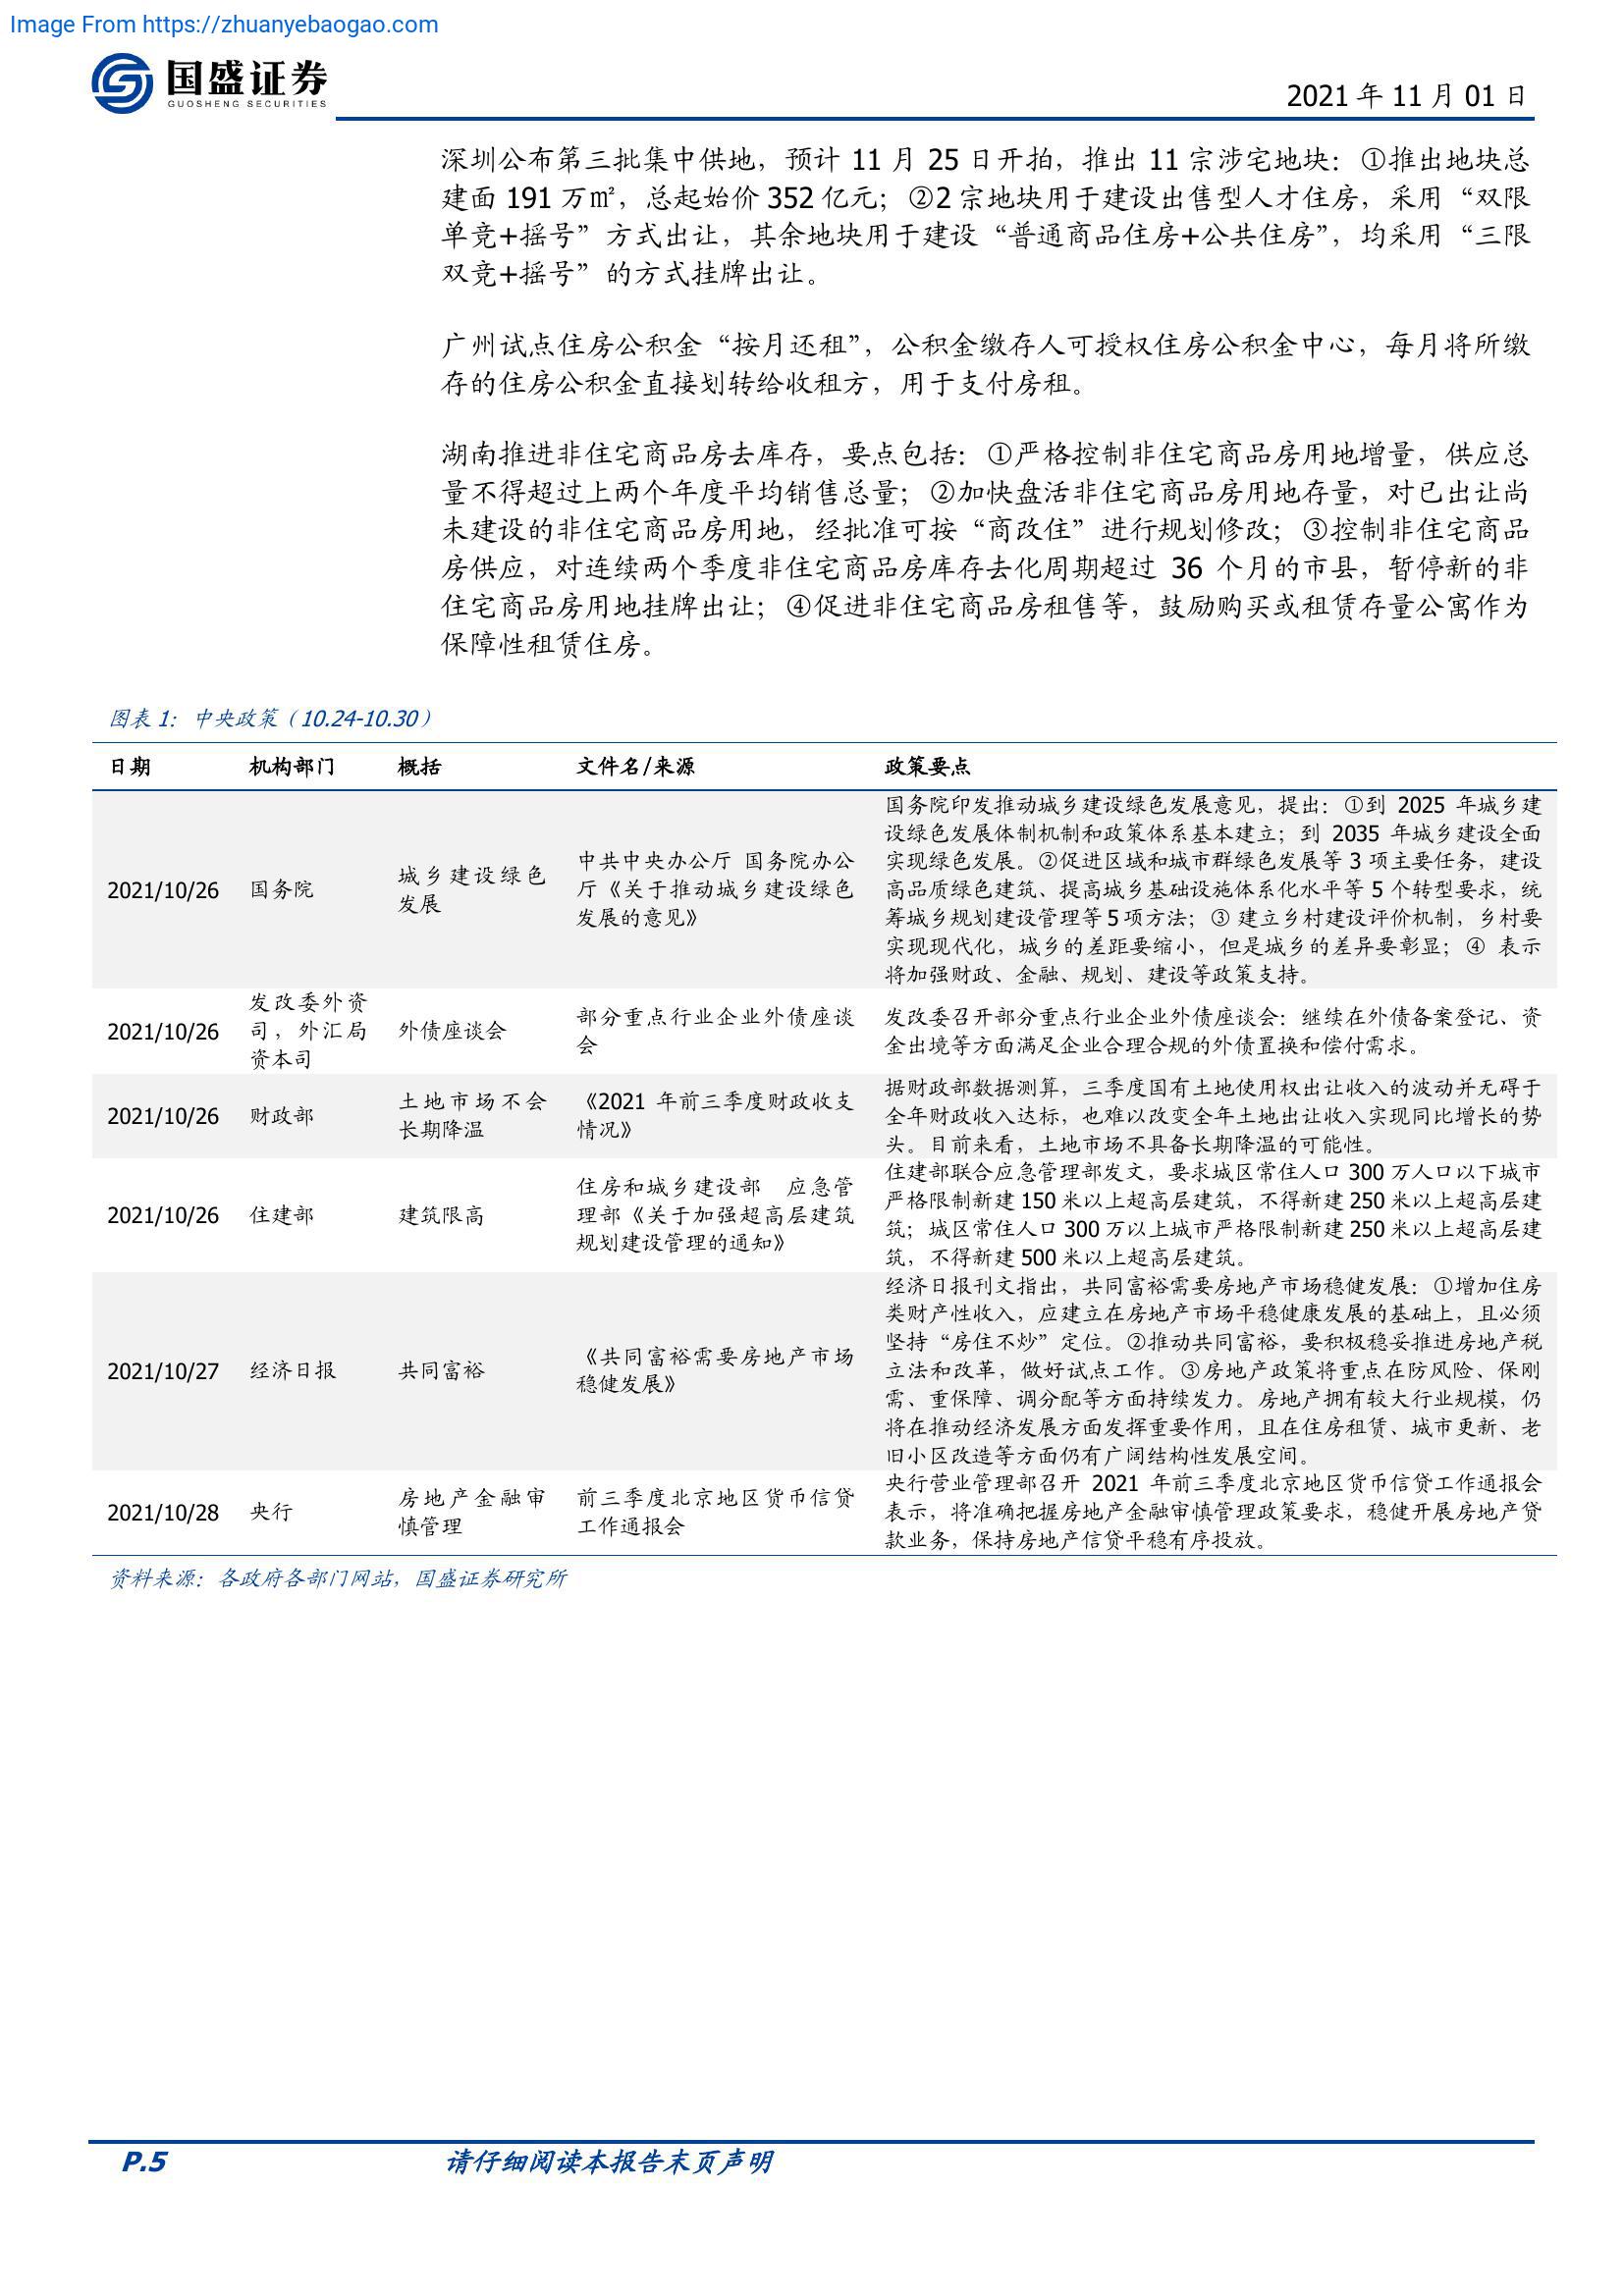 Image From https://zhuanyebaogao.com
国盛证券
GUOSHENG SECURITIES
2021 年 11 月 01 日
深圳公布第三批集中供地，预计 11 月 25 日开拍，推出 11 宗涉宅地块：①推出地块总
建面 191 万㎡，总起始价 352 亿元；②2 宗地块用于建设出售型人才住房，采用“双限
单竞+摇号”方式出让，其余地块用于建设“普通商品住房+公共住房”，均采用“三限
双竞+摇号”的方式挂牌出让。
广州试点住房公积金“按月还租”，公积金缴存人可授权住房公积金中心，每月将所缴
存的住房公积金直接划转给收租方，用于支付房租。
湖南推进非住宅商品房去库存，要点包括：①严格控制非住宅商品房用地增量，供应总
量不得超过上两个年度平均销售总量；②加快盘活非住宅商品房用地存量，对已出让尚
未建设的非住宅商品房用地，经批准可按“商改住”进行规划修改；③控制非住宅商品
房供应，对连续两个季度非住宅商品房库存去化周期超过 36 个月的市县，暂停新的非
住宅商品房用地挂牌出让；④促进非住宅商品房租售等，鼓励购买或租赁存量公寓作为
保障性租赁住房。
图表 1：中央政策（10.24-10.30）
日期 机构部门 概括 文件名/来源 政策要点
2021/10/26
国务院
城乡建设绿色
发展
中共中央办公厅 国务院办公
厅《关于推动城乡建设绿色
发展的意见》
国务院印发推动城乡建设绿色发展意见，提出：①到 2025 年城乡建
设绿色发展体制机制和政策体系基本建立；到 2035 年城乡建设全面
实现绿色发展。②促进区域和城市群绿色发展等 3 项主要任务，建设
高品质绿色建筑、提高城乡基础设施体系化水平等 5 个转型要求，统
筹城乡规划建设管理等 5 项方法；③ 建立乡村建设评价机制，乡村要
实现现代化，城乡的差距要缩小，但是城乡的差异要彰显；④ 表示
将加强财政、金融、规划、建设等政策支持。
2021/10/26
发改委外资
司，外汇局
资本司
外债座谈会
部分重点行业企业外债座谈
会
发改委召开部分重点行业企业外债座谈会：继续在外债备案登记、资
金出境等方面满足企业合理合规的外债置换和偿付需求。
2021/10/26
财政部
土地市场不会
长期降温
《2021 年前三季度财政收支
情况》
据财政部数据测算，三季度国有土地使用权出让收入的波动并无碍于
全年财政收入达标，也难以改变全年土地出让收入实现同比增长的势
头。目前来看，土地市场不具备长期降温的可能性。
2021/10/26
住建部
建筑限高
住房和城乡建设部 应急管
理部《关于加强超高层建筑
规划建设管理的通知》
住建部联合应急管理部发文，要求城区常住人口 300 万人口以下城市
严格限制新建 150 米以上超高层建筑，不得新建 250 米以上超高层建
筑；城区常住人口 300 万以上城市严格限制新建 250 米以上超高层建
筑，不得新建 500 米以上超高层建筑。
2021/10/27
经济日报
共同富裕
《共同富裕需要房地产市场
稳健发展》
经济日报刊文指出，共同富裕需要房地产市场稳健发展：①增加住房
类财产性收入，应建立在房地产市场平稳健康发展的基础上，且必须
坚持“房住不炒”定位。②推动共同富裕，要积极稳妥推进房地产税
立法和改革，做好试点工作。③房地产政策将重点在防风险、保刚
需、重保障、调分配等方面持续发力。房地产拥有较大行业规模，仍
将在推动经济发展方面发挥重要作用，且在住房租赁、城市更新、老
旧小区改造等方面仍有广阔结构性发展空间。
2021/10/28
央行
房地产金融审
慎管理
前三季度北京地区货币信贷
工作通报会
央行营业管理部召开 2021 年前三季度北京地区货币信贷工作通报会
表示，将准确把握房地产金融审慎管理政策要求，稳健开展房地产贷
款业务，保持房地产信贷平稳有序投放。
资料来源：各政府各部门网站，国盛证券研究所
P.5 请仔细阅读本报告末页声明